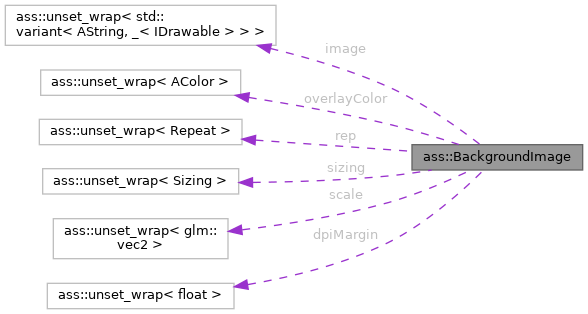 ass::unset_wrap< std::
variant< AString, _< IDrawable > > >
image
ass::unset_wrap< AColor >
overlayColor
ass::unset_wrap< Repeat >
rep
ass::BackgroundImage
sizing
ass::unset_wrap< Sizing >
scale
ass::unset_wrap< glm::
vec2 >
dpiMargin
ass::unset_wrap< float >